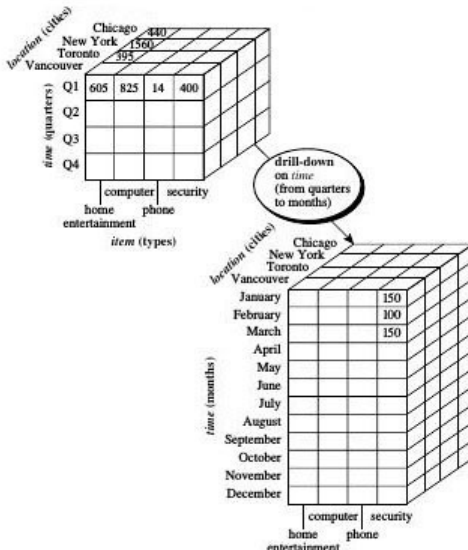 location (cities)
Chicago 440
New York 1560
Toronto 395
Vancouver
time (quarters)
Q1 605 825 14 400
Q2
Q3
Q4
computer security
home
entertainment
phone
item (types)
drill-down
on time
(from quarters
to months)
location (cities)
Chicago
New York
Toronto
Vancouver
time (months)
January 150
February 100
March 150
April
May
June
July
August
September
October
November
December
computer security
home
entertainment
phone